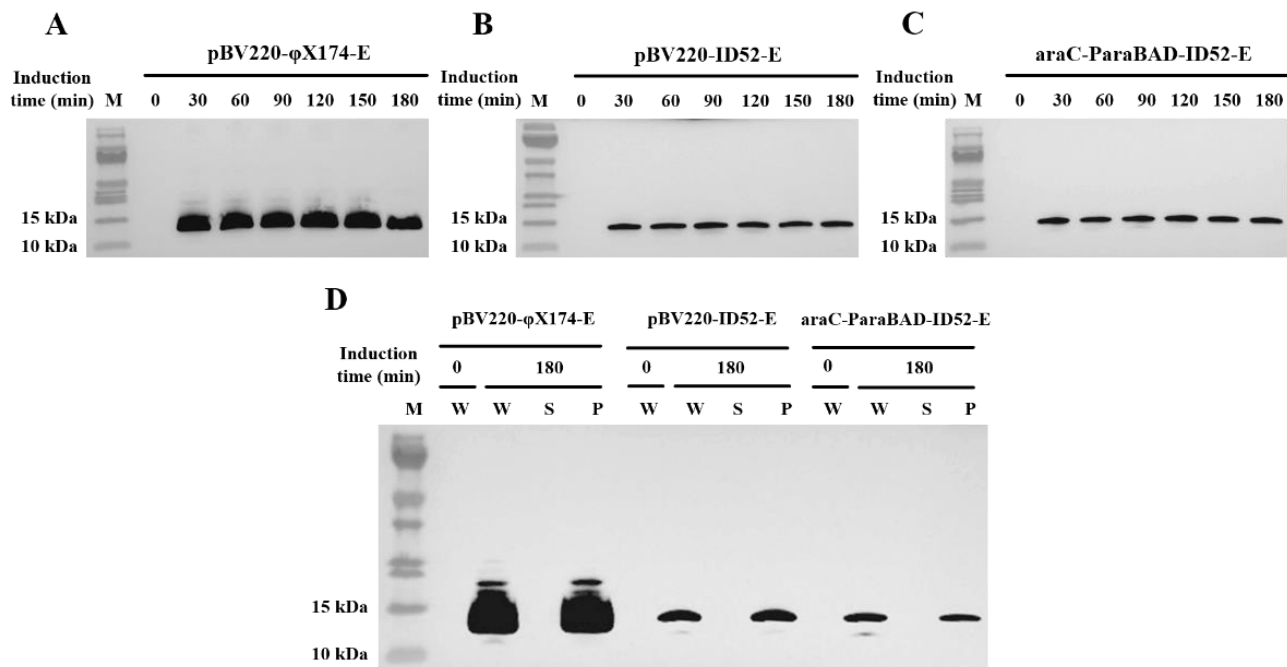 A
pBV220-φX174-E
Induction
time (min) M 0 30 60 90 120 150 180
15 kDa
10 kDa
B
pBV220-ID52-E
Induction
time (min) M 0 30 60 90 120 150 180
15 kDa
10 kDa
C
araC-ParaBAD-ID52-E
Induction
time (min) M 0 30 60 90 120 150 180
15 kDa
10 kDa
D
pBV220-φX174-E pBV220-ID52-E araC-ParaBAD-ID52-E
Induction
time (min) 0 180 0 180 0 180
M W W S P W W S P W W S P
15 kDa
10 kDa